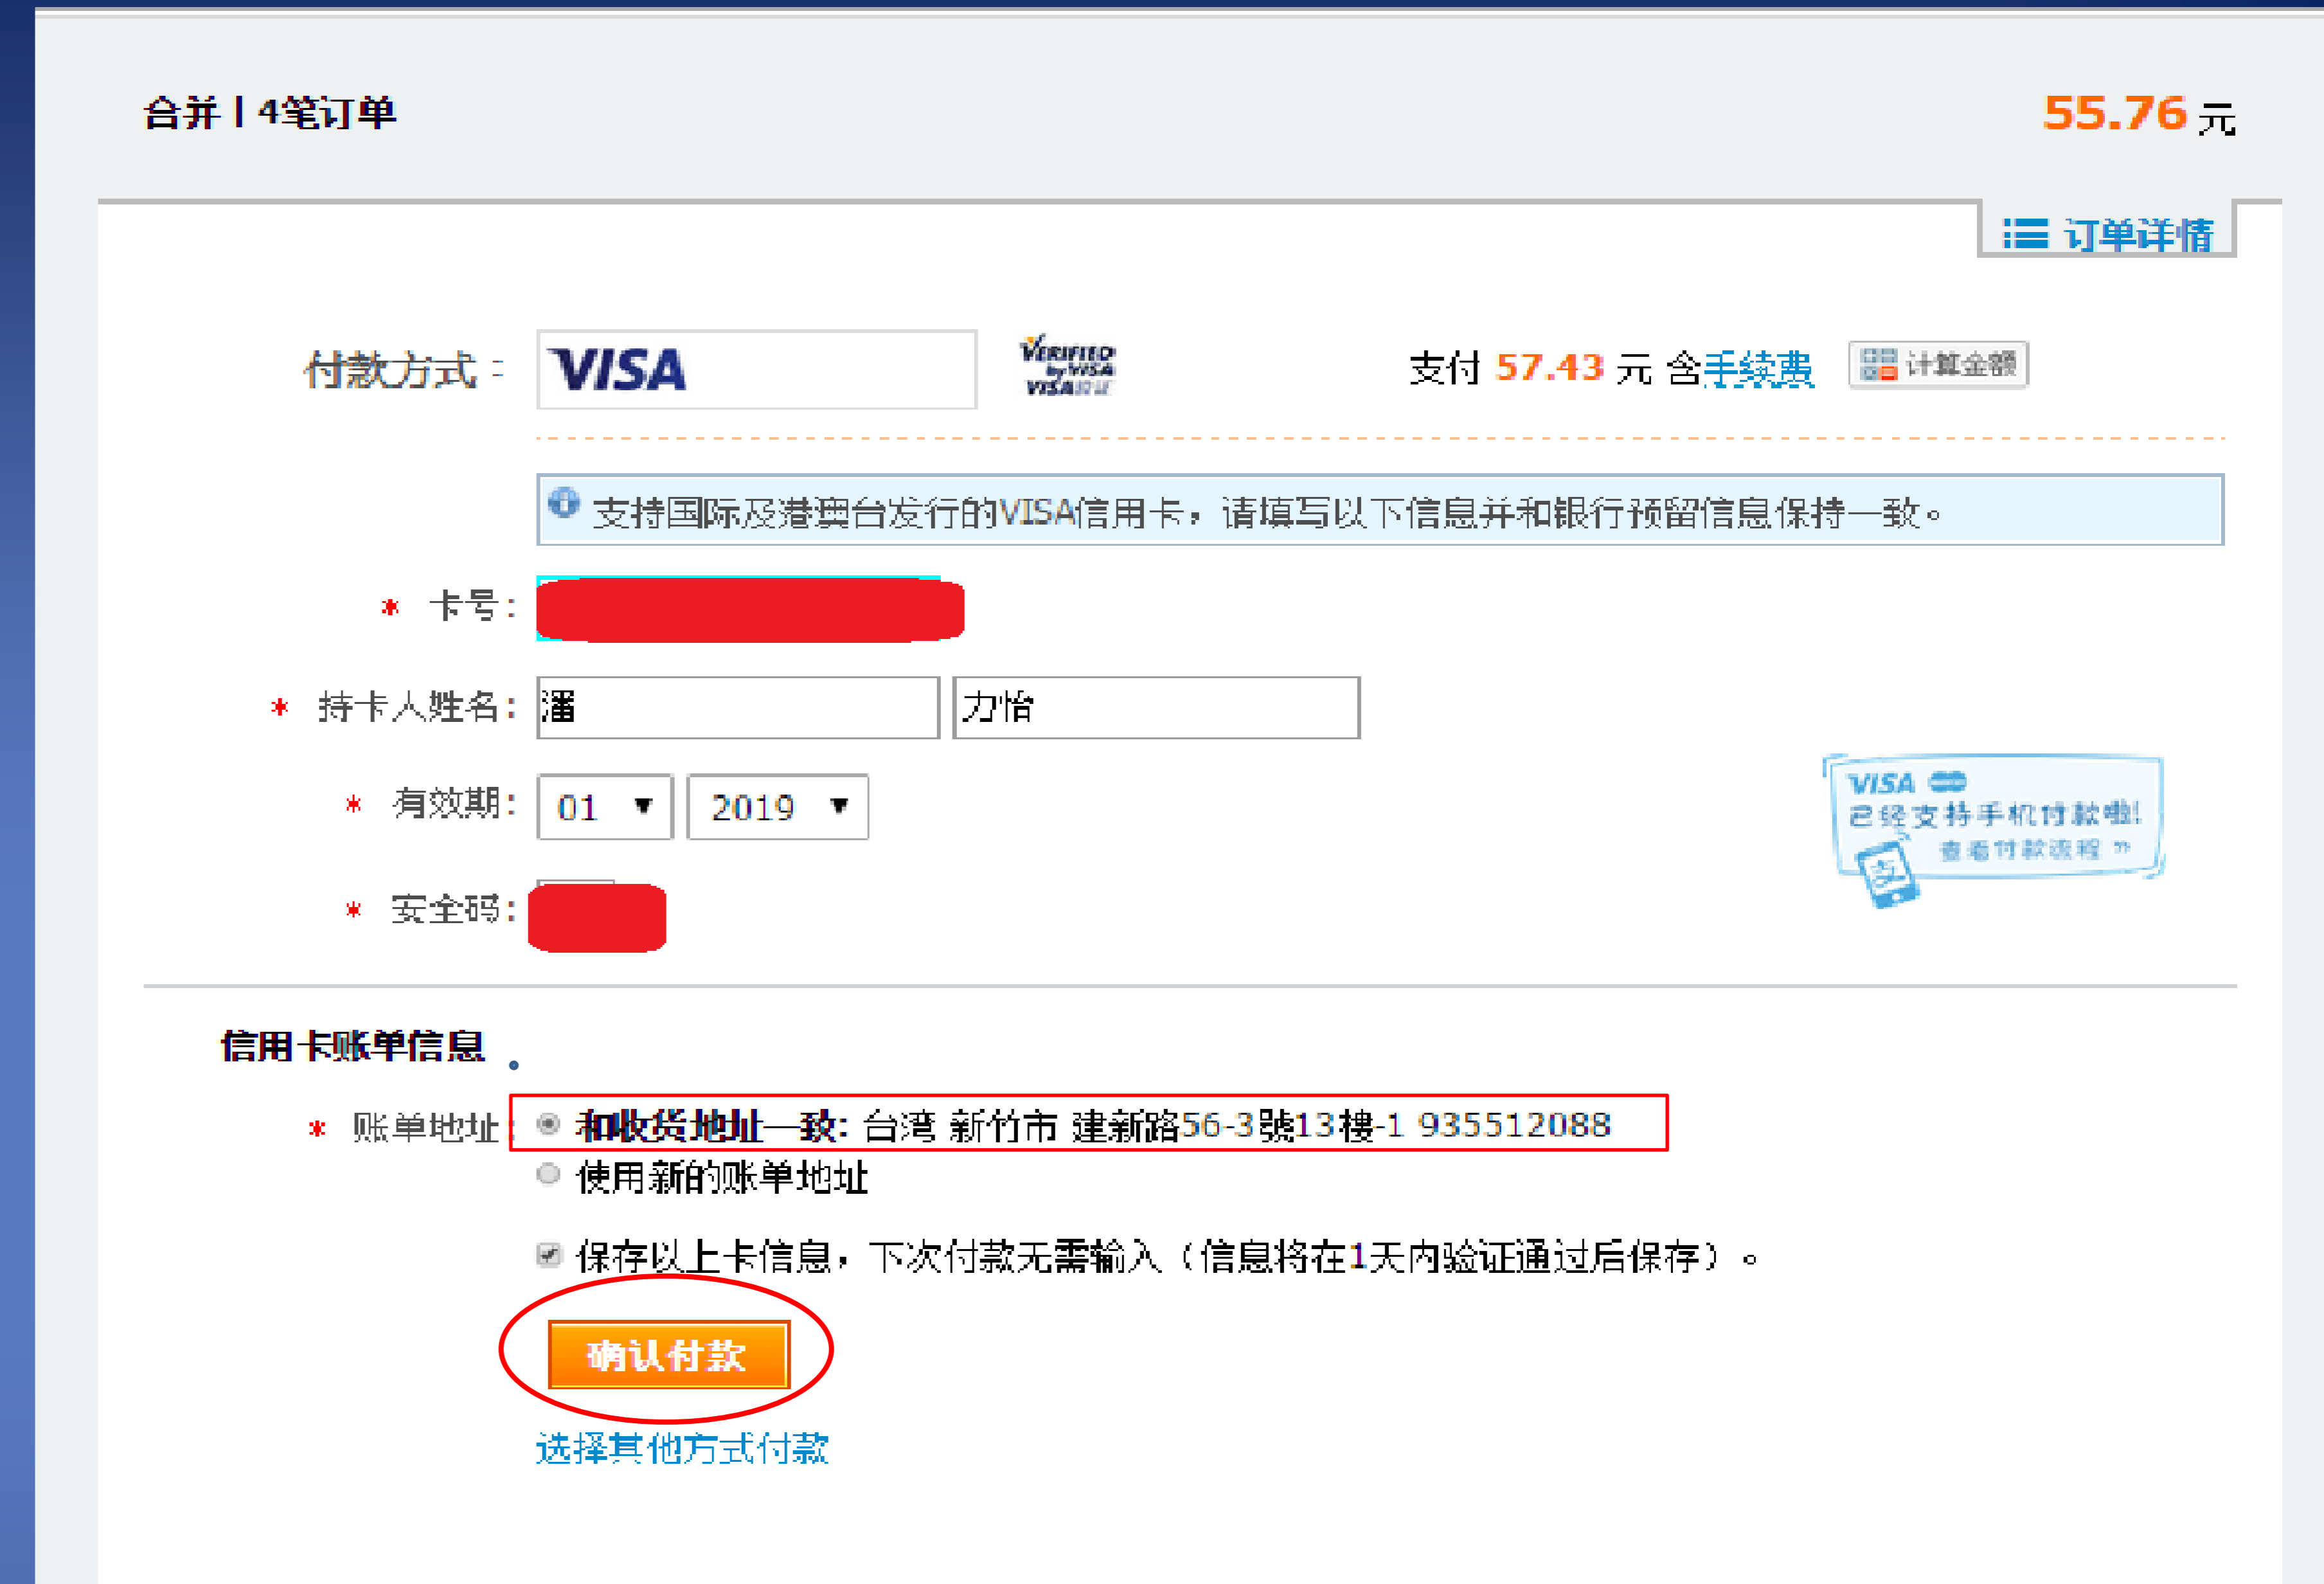 合并 | 4笔订单
55.76 元
订单详情
付款方式：
VISA
VERIFIED
by VISA
VISA验证
支付 57.43 元 含手续费
计算金额
支持国际及港澳台发行的VISA信用卡，请填写以下信息并和银行预留信息保持一致。
* 卡号：
* 持卡人姓名：
潘
力怡
* 有效期：
01
2019
VISA
已经支持手机付款啦!
查看付款流程 »
* 安全码：
信用卡账单信息
* 账单地址：
和收货地址一致: 台湾 新竹市 建新路56-3號13樓-1 935512088
使用新的账单地址
保存以上卡信息，下次付款无需输入（信息将在1天内验证通过后保存）。
确认付款
选择其他方式付款